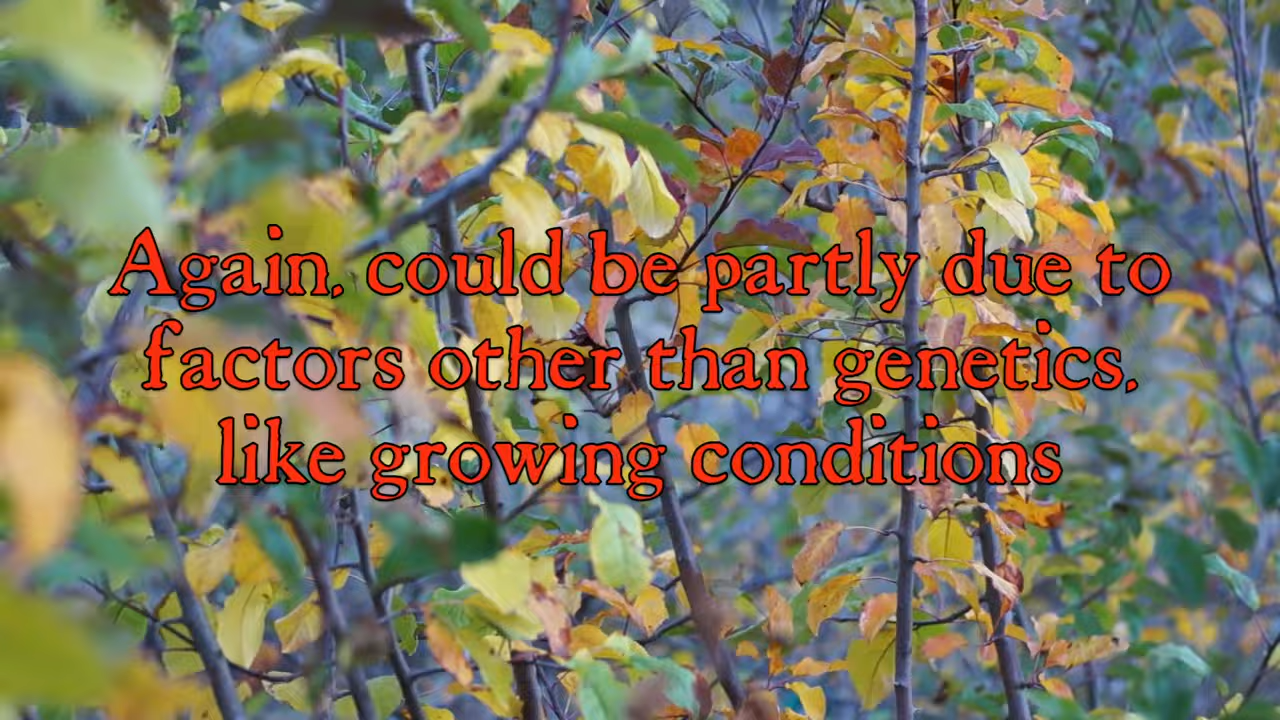 Again, could be partly due to
factors other than genetics,
like growing conditions